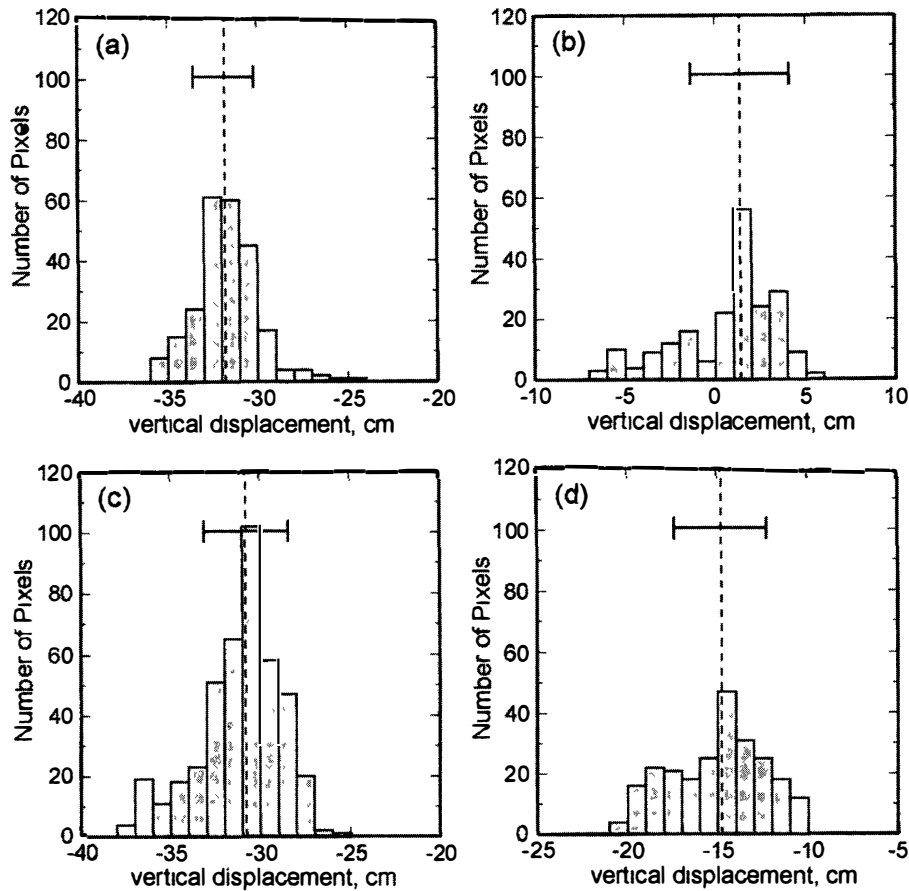 (a)
120
100
80
60
40
20
0
Number of Pixels
-40 -35 -30 -25 -20
vertical displacement, cm
(b)
120
100
80
60
40
20
0
Number of Pixels
-10 -5 0 5 10
vertical displacement, cm
(c)
120
100
80
60
40
20
0
Number of Pixels
-40 -35 -30 -25 -20
vertical displacement, cm
(d)
120
100
80
60
40
20
0
Number of Pixels
-25 -20 -15 -10 -5
vertical displacement, cm